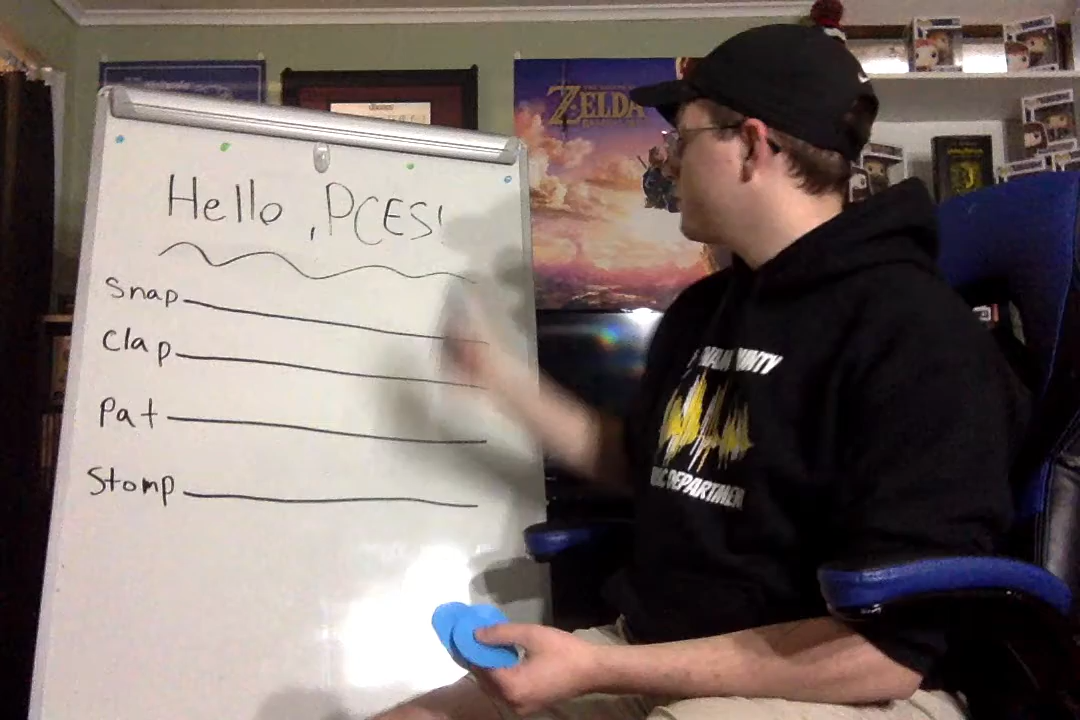 ZELDA
Hello, PCES!
Snap
Clap
Pat
Stomp